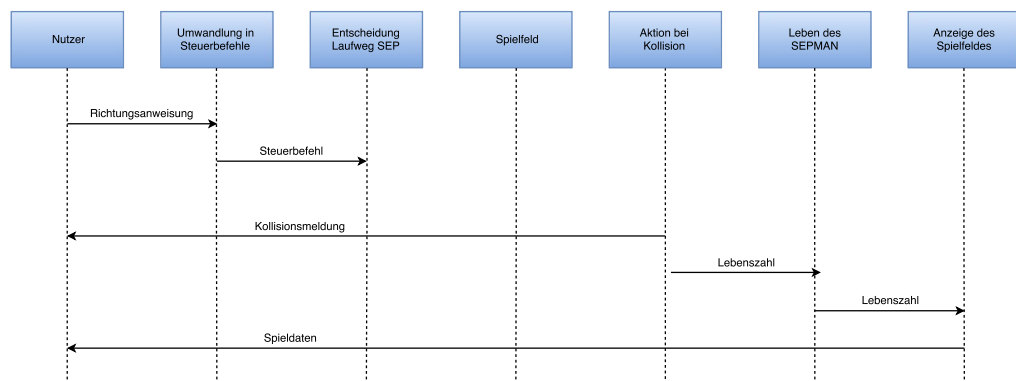 Nutzer
Umwandlung in
Steuerbefehle
Entscheidung
Laufweg SEP
Spielfeld
Aktion bei
Kollision
Leben des
SEPMAN
Anzeige des
Spielfeldes
Richtungsanweisung
Steuerbefehl
Kollisionsmeldung
Lebenszahl
Lebenszahl
Spieldaten